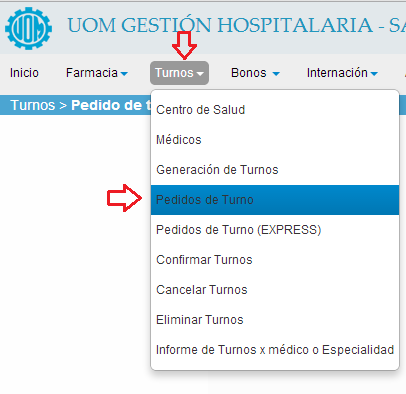 UOM
UOM GESTIÓN HOSPITALARIA - SA
Inicio Farmacia Turnos Bonos Internación
Turnos > Pedido de t
Centro de Salud
Médicos
Generación de Turnos
Pedidos de Turno
Pedidos de Turno (EXPRESS)
Confirmar Turnos
Cancelar Turnos
Eliminar Turnos
Informe de Turnos x médico o Especialidad